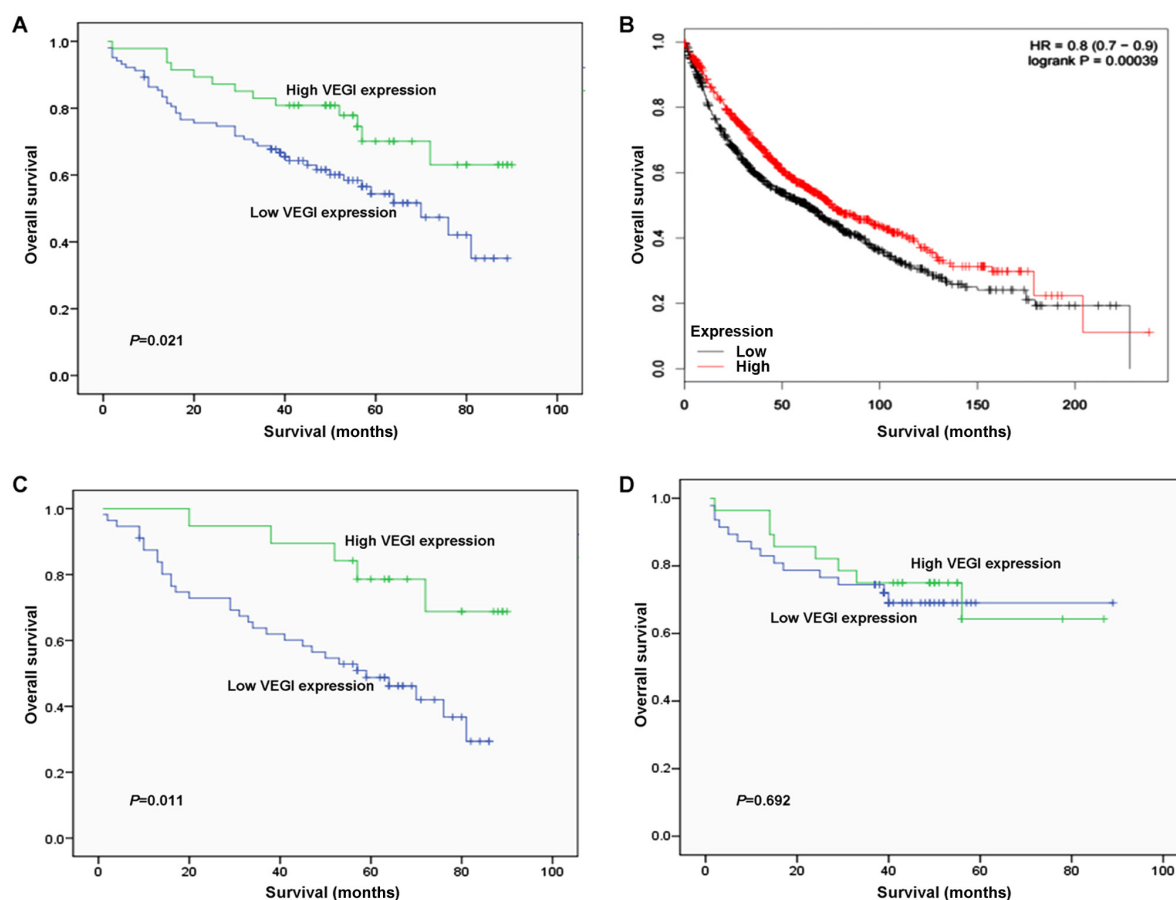 A
Overall survival
1.0
0.8
0.6
0.4
0.2
0.0
High VEGI expression
Low VEGI expression
P=0.021
0 20 40 60 80 100
Survival (months)
B
Overall survival
1.0
0.8
0.6
0.4
0.2
0.0
HR = 0.8 (0.7 − 0.9)
logrank P = 0.00039
Expression
Low
High
0 50 100 150 200
Survival (months)
C
Overall survival
1.0
0.8
0.6
0.4
0.2
0.0
High VEGI expression
Low VEGI expression
P=0.011
0 20 40 60 80 100
Survival (months)
D
Overrall survival
1.0
0.8
0.6
0.4
0.2
0.0
High VEGI expression
Low VEGI expression
P=0.692
0 20 40 60 80 100
Survival (months)